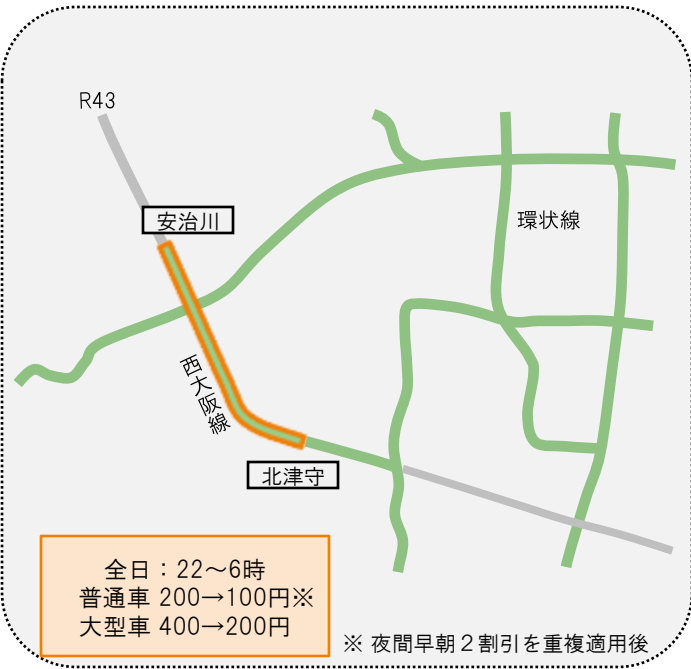 R43
安治川
環状線
西大阪線
北津守
全日：22～6時
普通車 200→100円※
大型車 400→200円
※ 夜間早朝２割引を重複適用後